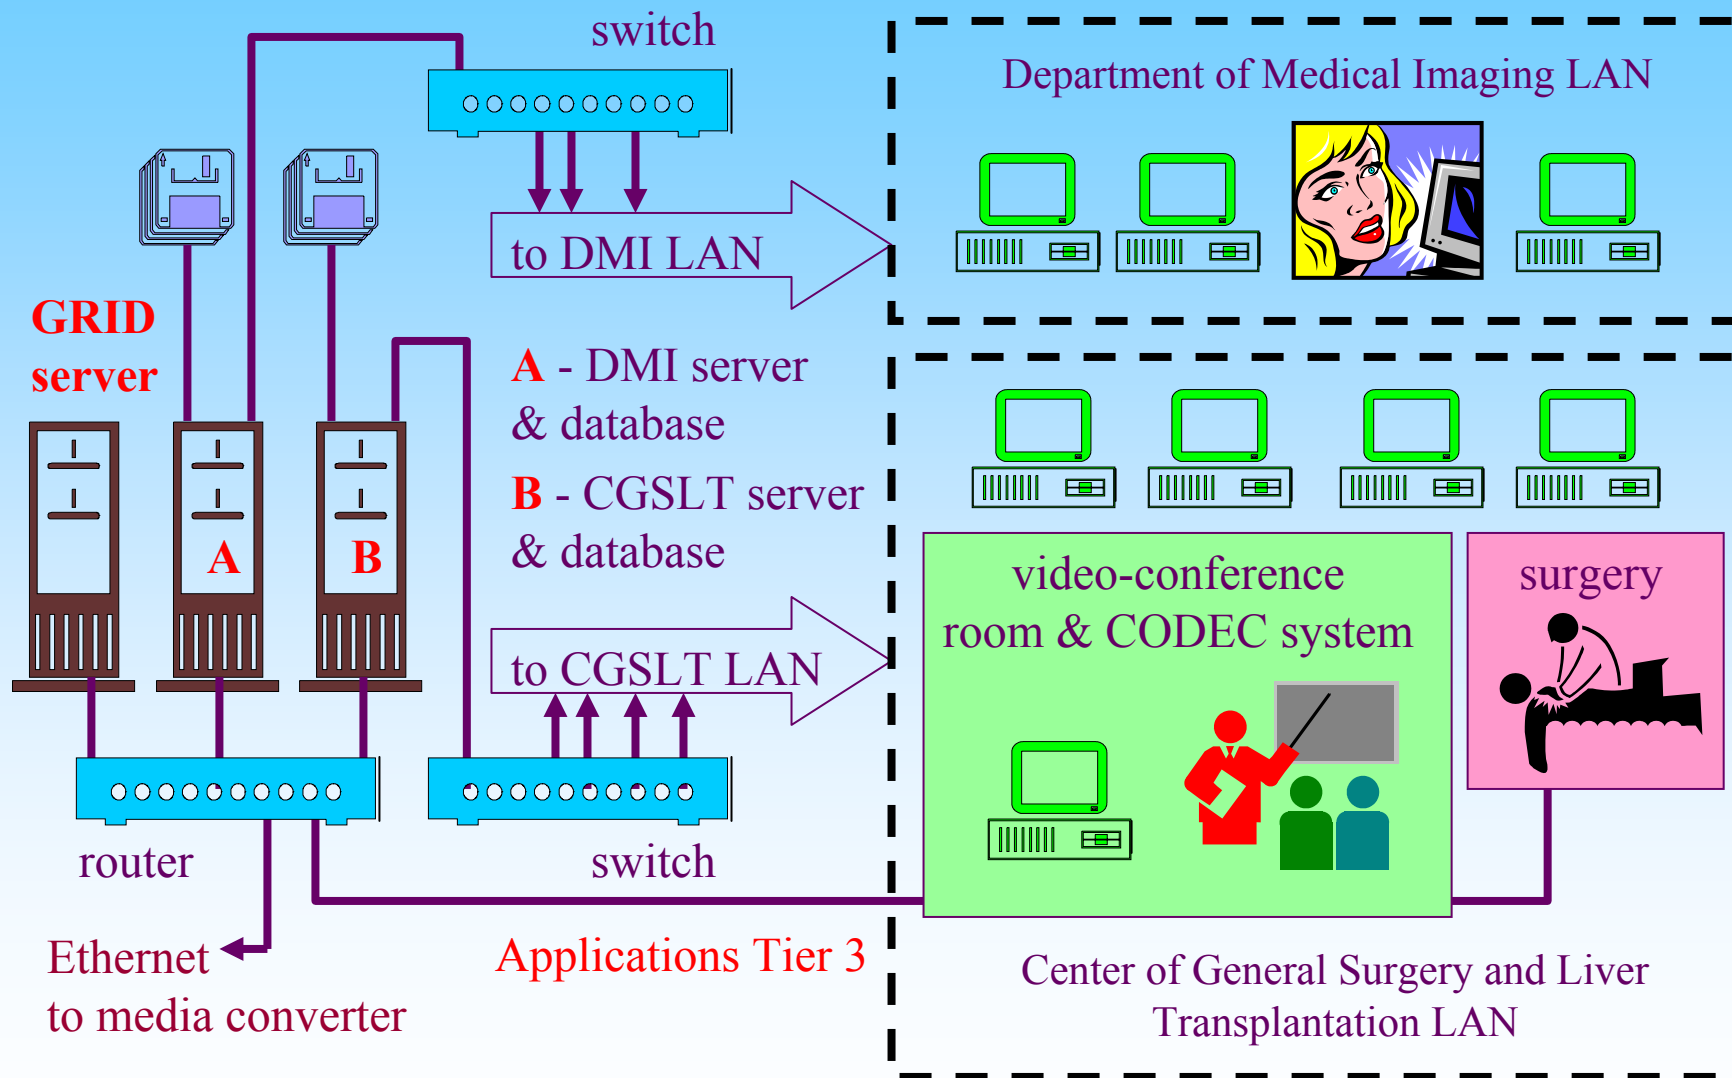 switch
Department of Medical Imaging LAN
to DMI LAN
GRID
server
A - DMI server
& database
B - CGSLT server
& database
A
B
video-conference
room & CODEC system
surgery
to CGSLT LAN
router
switch
Ethernet
to media converter
Applications Tier 3
Center of General Surgery and Liver
Transplantation LAN